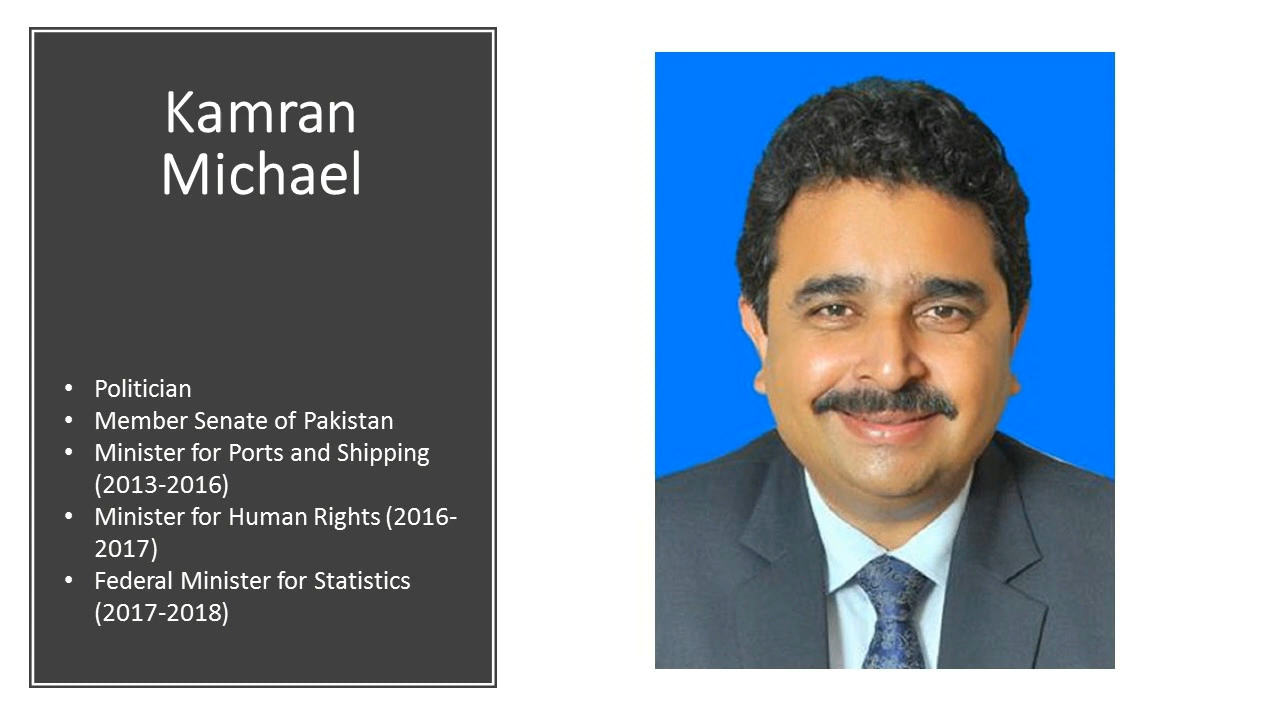 Kamran
Michael
• Politician
• Member Senate of Pakistan
• Minister for Ports and Shipping
(2013-2016)
• Minister for Human Rights (2016-
2017)
• Federal Minister for Statistics
(2017-2018)